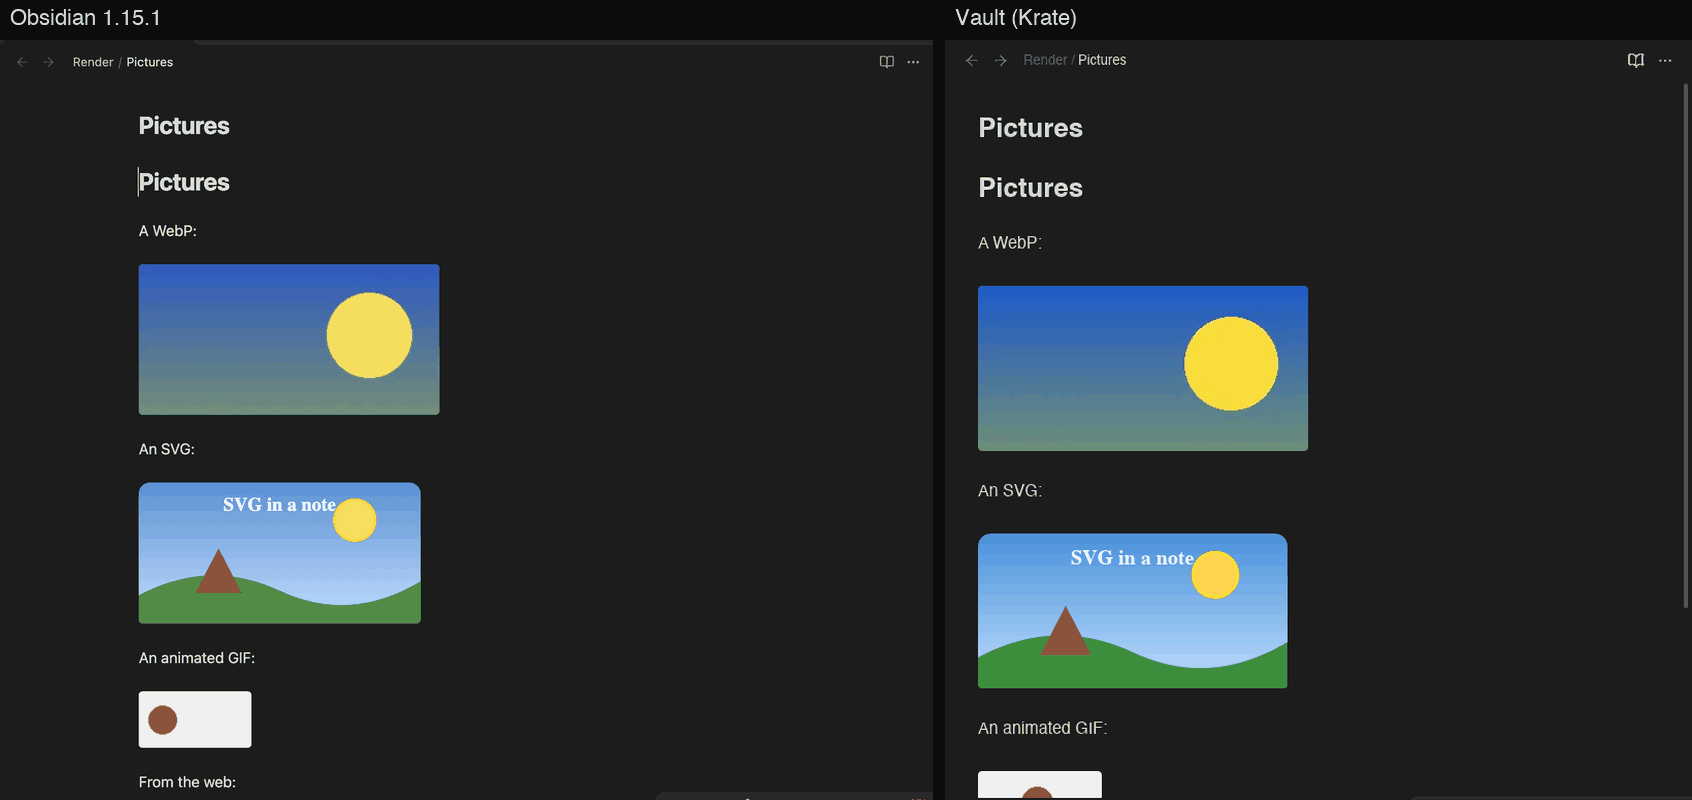 Obsidian 1.15.1
Render / Pictures
Pictures
Pictures
A WebP:
An SVG:
SVG in a note
An animated GIF:
From the web:
Vault (Krate)
Render / Pictures
Pictures
Pictures
A WebP:
An SVG:
SVG in a note
An animated GIF: